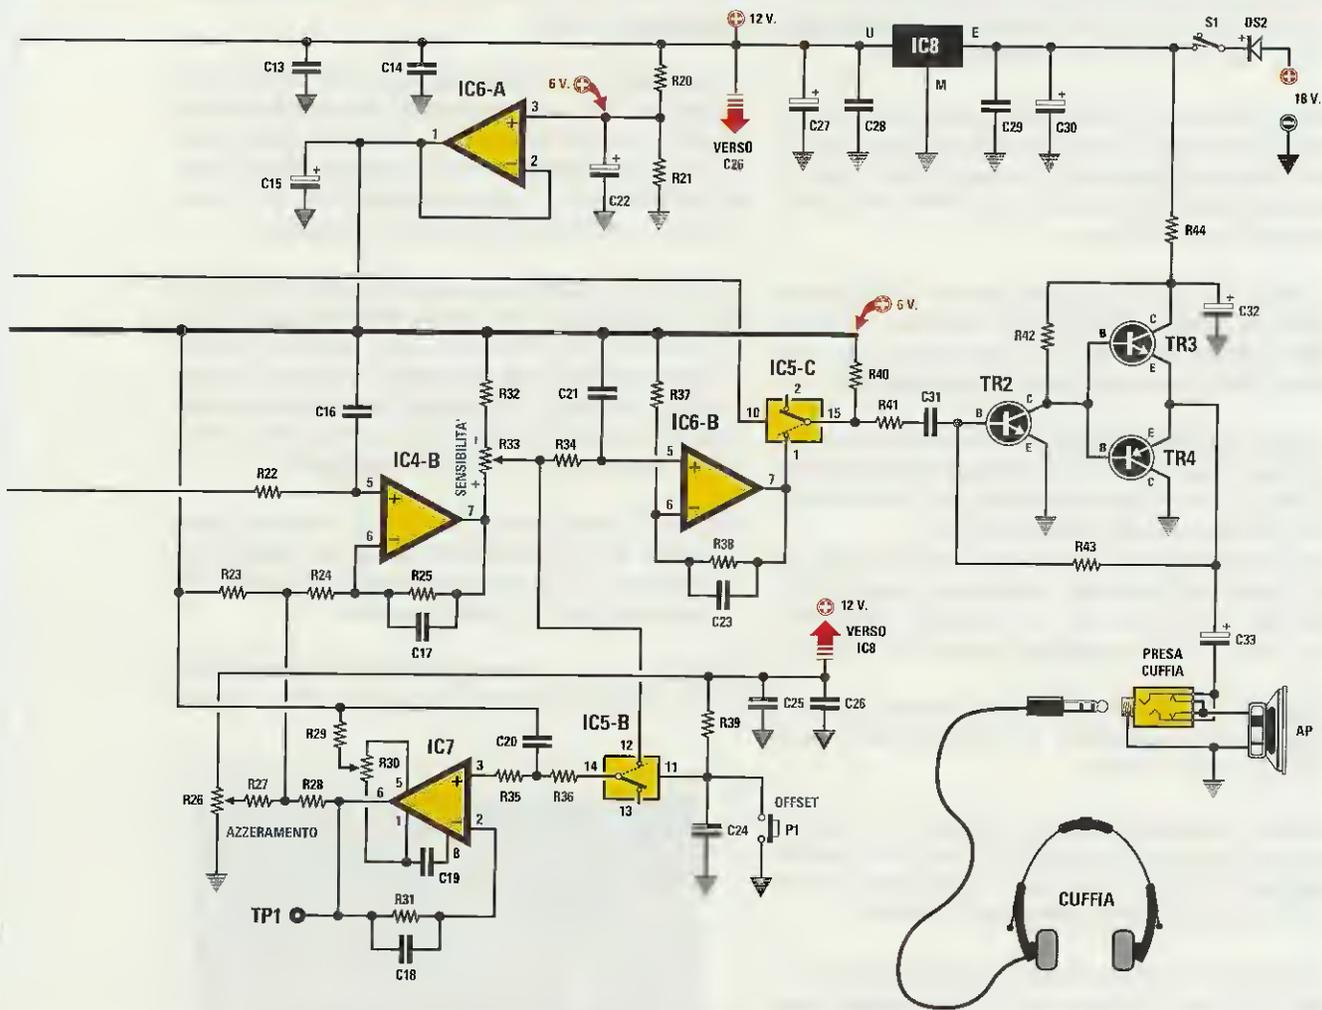 12 V.
S1
DS2
U
IC8
E
M
18 V.
C13
C14
IC6-A
6 V.
R20
3
1
2
C15
C22
R21
VERSO
C26
C27
C28
C29
C30
R44
6 V.
C32
R42
B
C
TR3
E
TR2
B
C
E
B
E
TR4
C
IC5-C
2
10
15
1
R40
R41
C31
R32
C21
R37
C16
SENSIBILITA'
-
+
R33
R34
IC6-B
5
6
7
IC4-B
R22
5
6
7
R38
C23
R43
R23
R24
R25
C17
12 V.
VERSO
IC8
C33
PRESA
CUFFIA
AP
C25
C26
R39
R29
R30
IC7
C20
IC5-B
12
14
11
13
3
2
5
6
1
8
R35
R36
R26
R27
R28
AZZERAMENTO
C19
C24
OFFSET
P1
TP1
R31
C18
CUFFIA